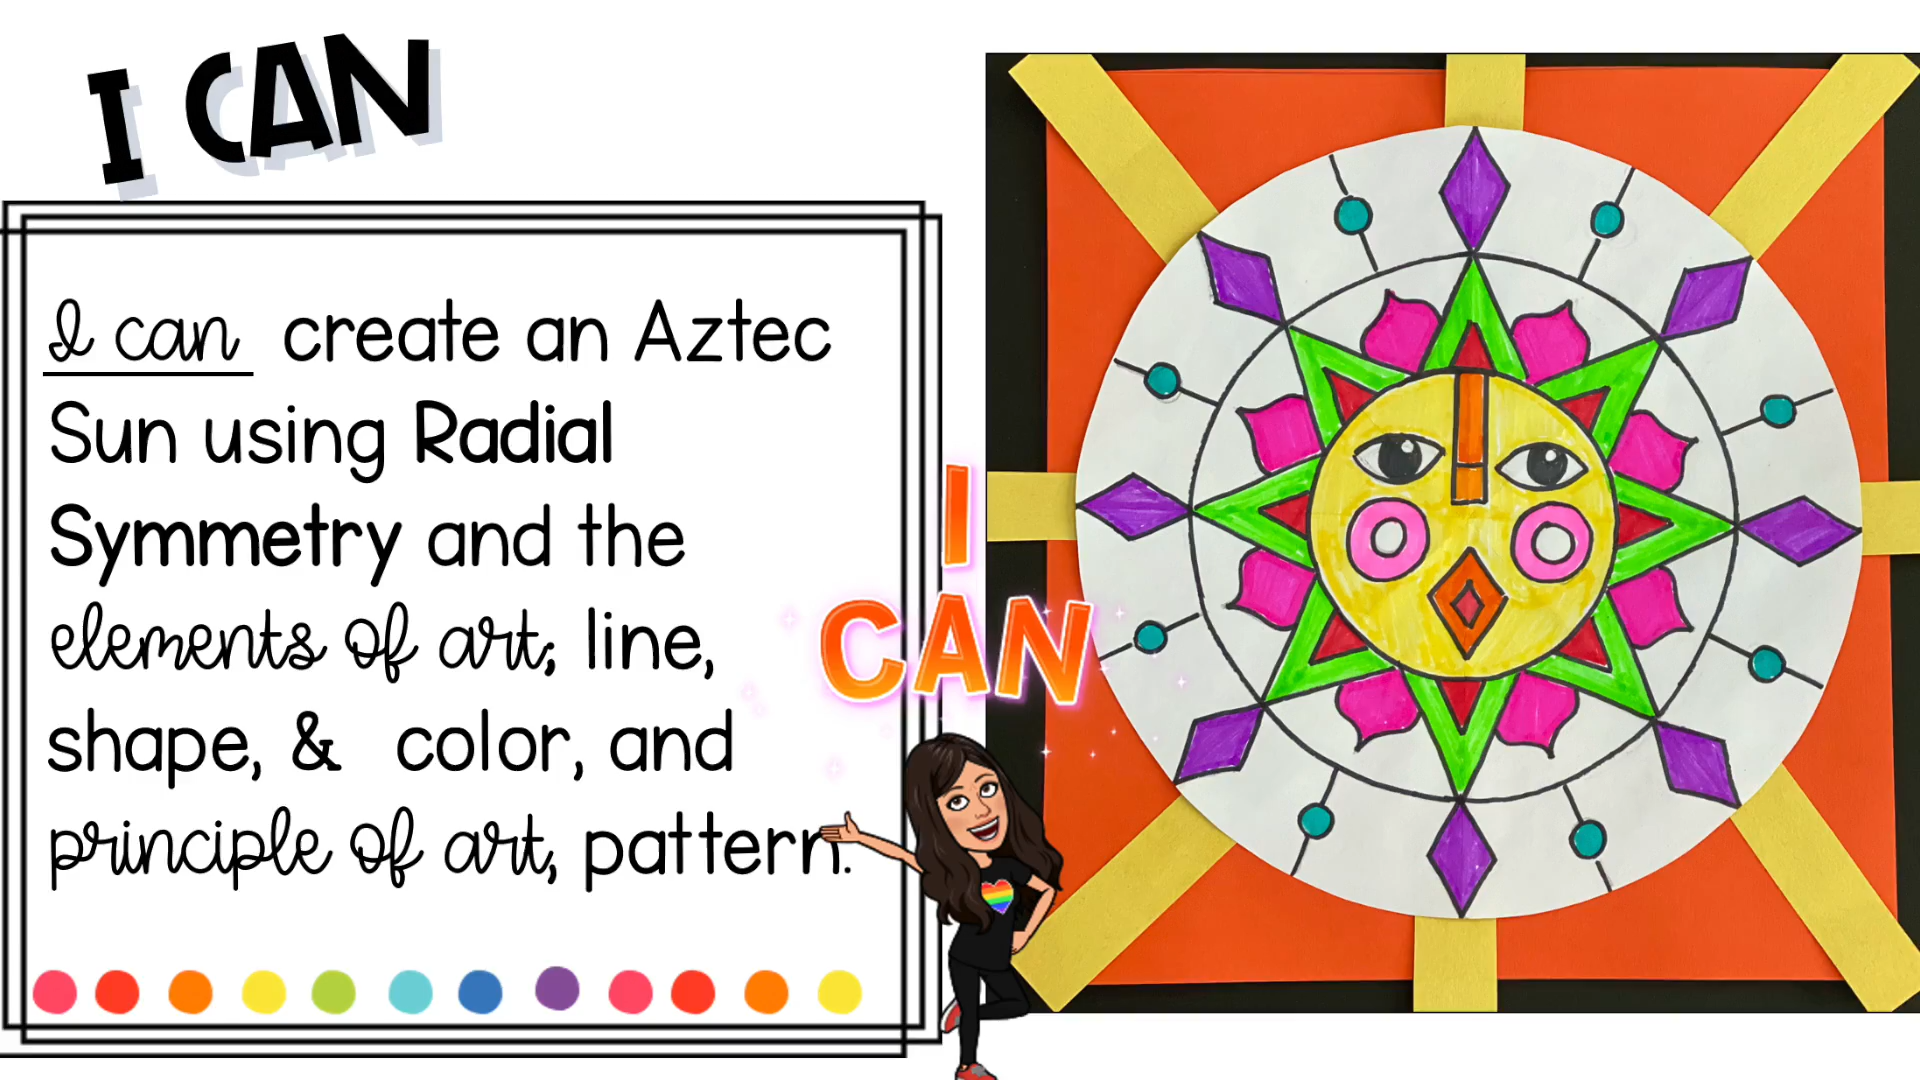 I CAN
I can create an Aztec
Sun using Radial
Symmetry and the
elements of art; line,
shape, & color, and
principle of art, pattern.
I
CAN